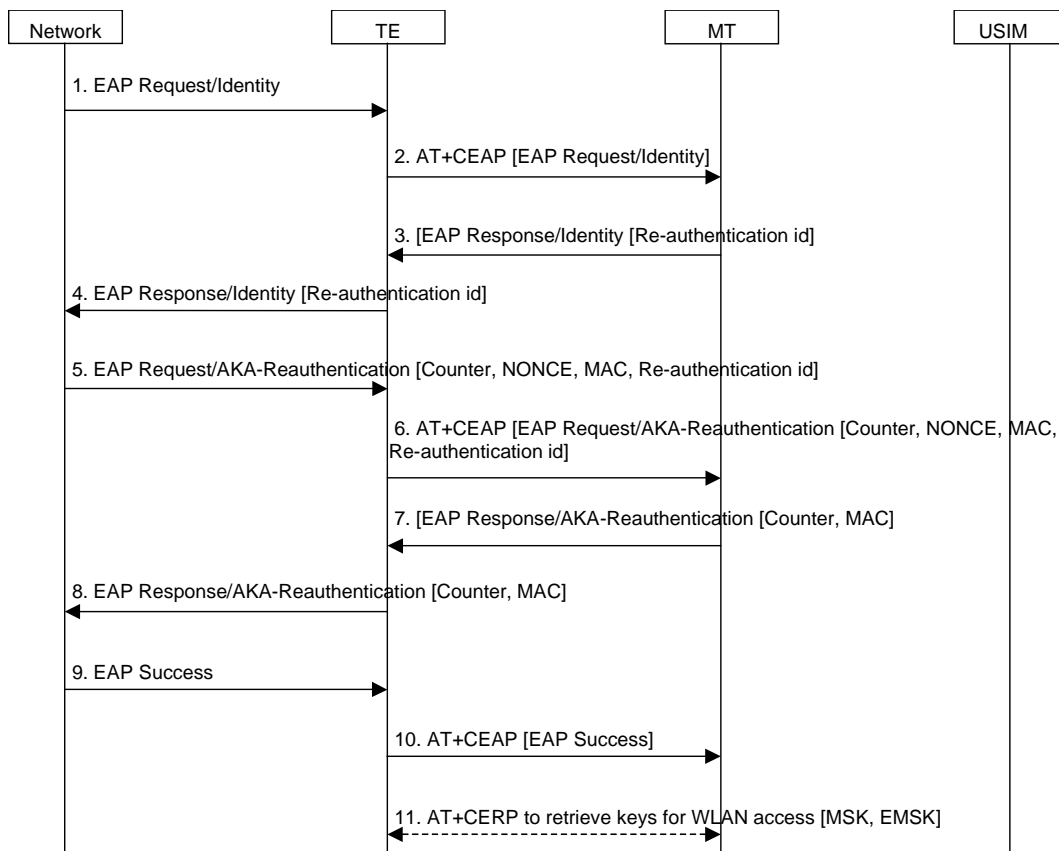 Network TE MT USIM
1. EAP Request/Identity
2. AT+CEAP [EAP Request/Identity]
3. [EAP Response/Identity [Re-authentication id]
4. EAP Response/Identity [Re-authentication id]
5. EAP Request/AKA-Reauthentication [Counter, NONCE, MAC, Re-authentication id]
6. AT+CEAP [EAP Request/AKA-Reauthentication [Counter, NONCE, MAC,
Re-authentication id]
7. [EAP Response/AKA-Reauthentication [Counter, MAC]
8. EAP Response/AKA-Reauthentication [Counter, MAC]
9. EAP Success
10. AT+CEAP [EAP Success]
11. AT+CERP to retrieve keys for WLAN access [MSK, EMSK]